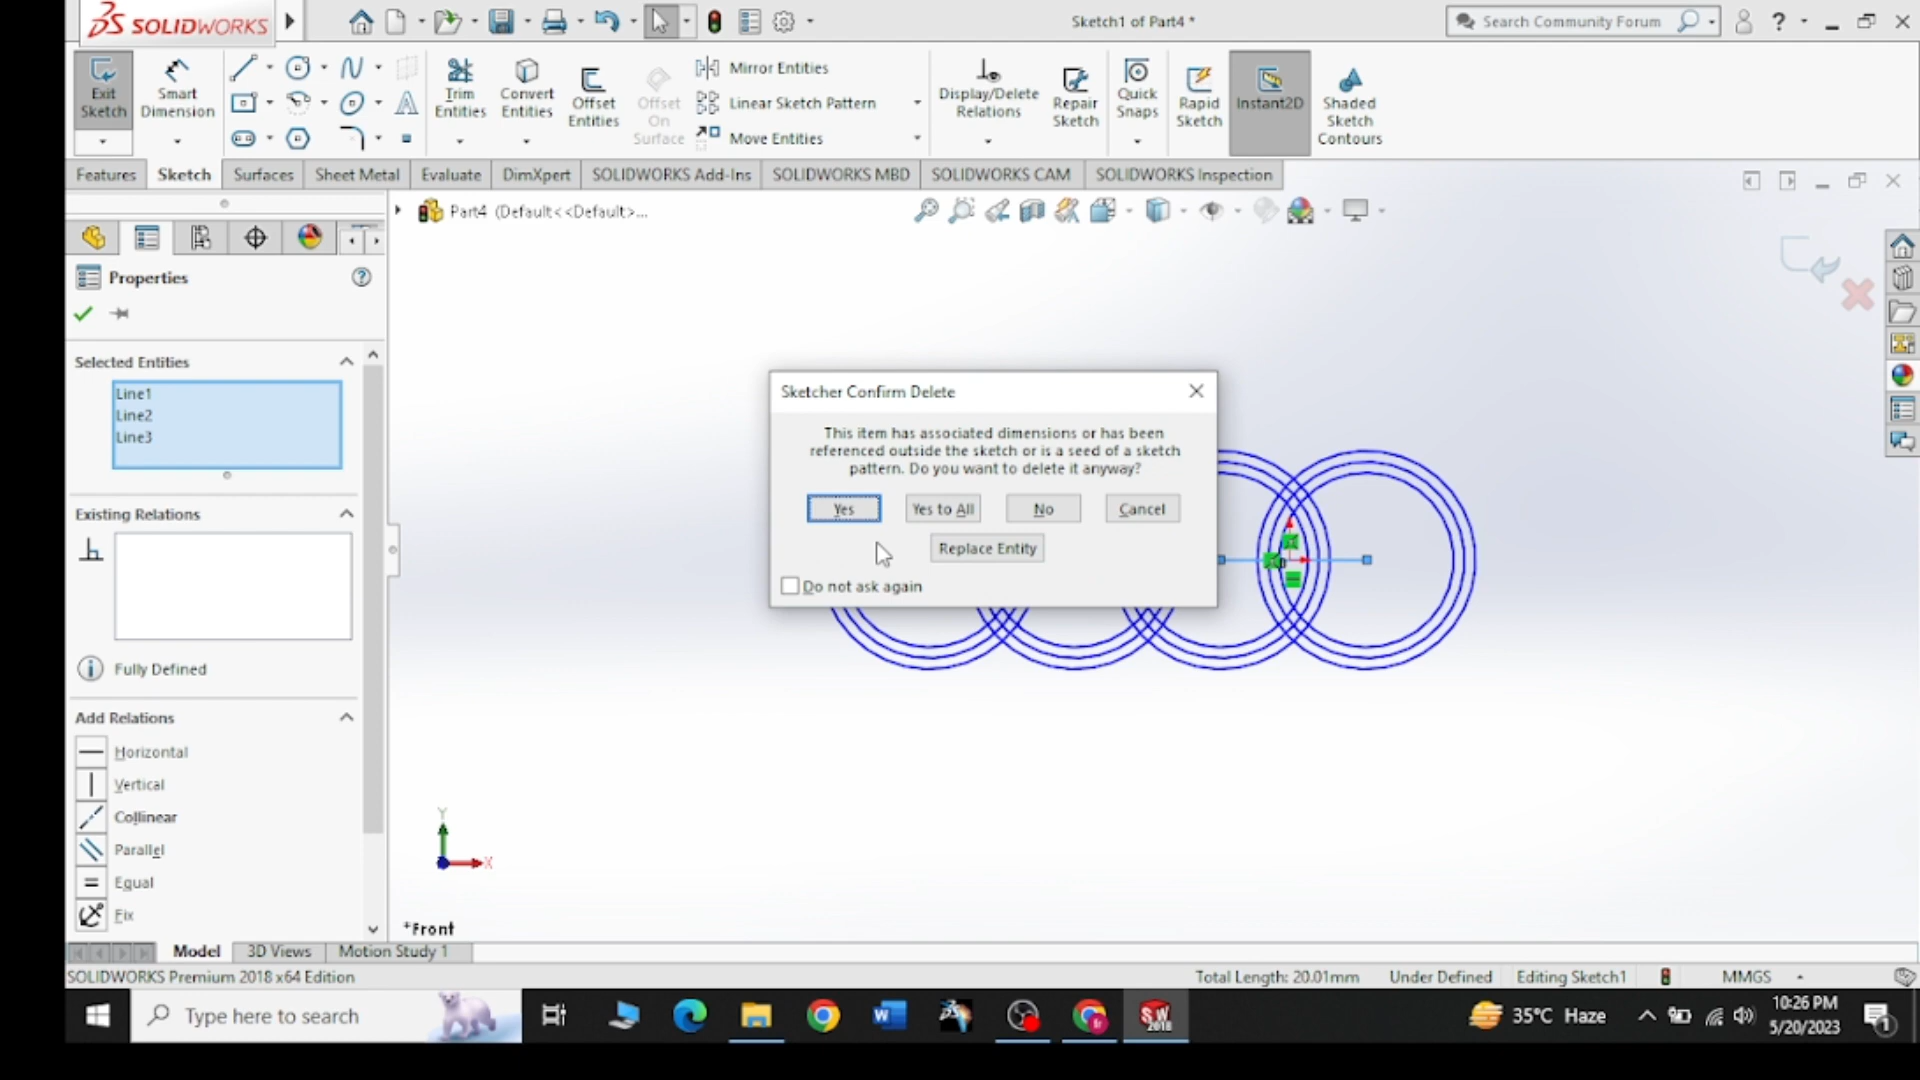 SOLIDWORKS
Sketch1 of Part4 *
Search Community Forum
Exit Sketch
Smart Dimension
Trim Entities
Convert Entities
Offset Entities
Offset On Surface
Mirror Entities
Linear Sketch Pattern
Move Entities
Display/Delete Relations
Repair Sketch
Quick Snaps
Rapid Sketch
Instant2D
Shaded Sketch Contours
Features
Sketch
Surfaces
Sheet Metal
Evaluate
DimXpert
SOLIDWORKS Add-Ins
SOLIDWORKS MBD
SOLIDWORKS CAM
SOLIDWORKS Inspection
Part4 (Default<<Default>...
Properties
Selected Entities
Line1
Line2
Line3
Existing Relations
Fully Defined
Add Relations
Horizontal
Vertical
Collinear
Parallel
Equal
Fix
Sketcher Confirm Delete
This item has associated dimensions or has been
referenced outside the sketch or is a seed of a sketch
pattern. Do you want to delete it anyway?
Yes
Yes to All
No
Cancel
Replace Entity
Do not ask again
Y
X
*Front
Model
3D Views
Motion Study 1
SOLIDWORKS Premium 2018 x64 Edition
Total Length: 20.01mm
Under Defined
Editing Sketch1
MMGS
Type here to search
SW
2018
35°C Haze
10:26 PM
5/20/2023
1